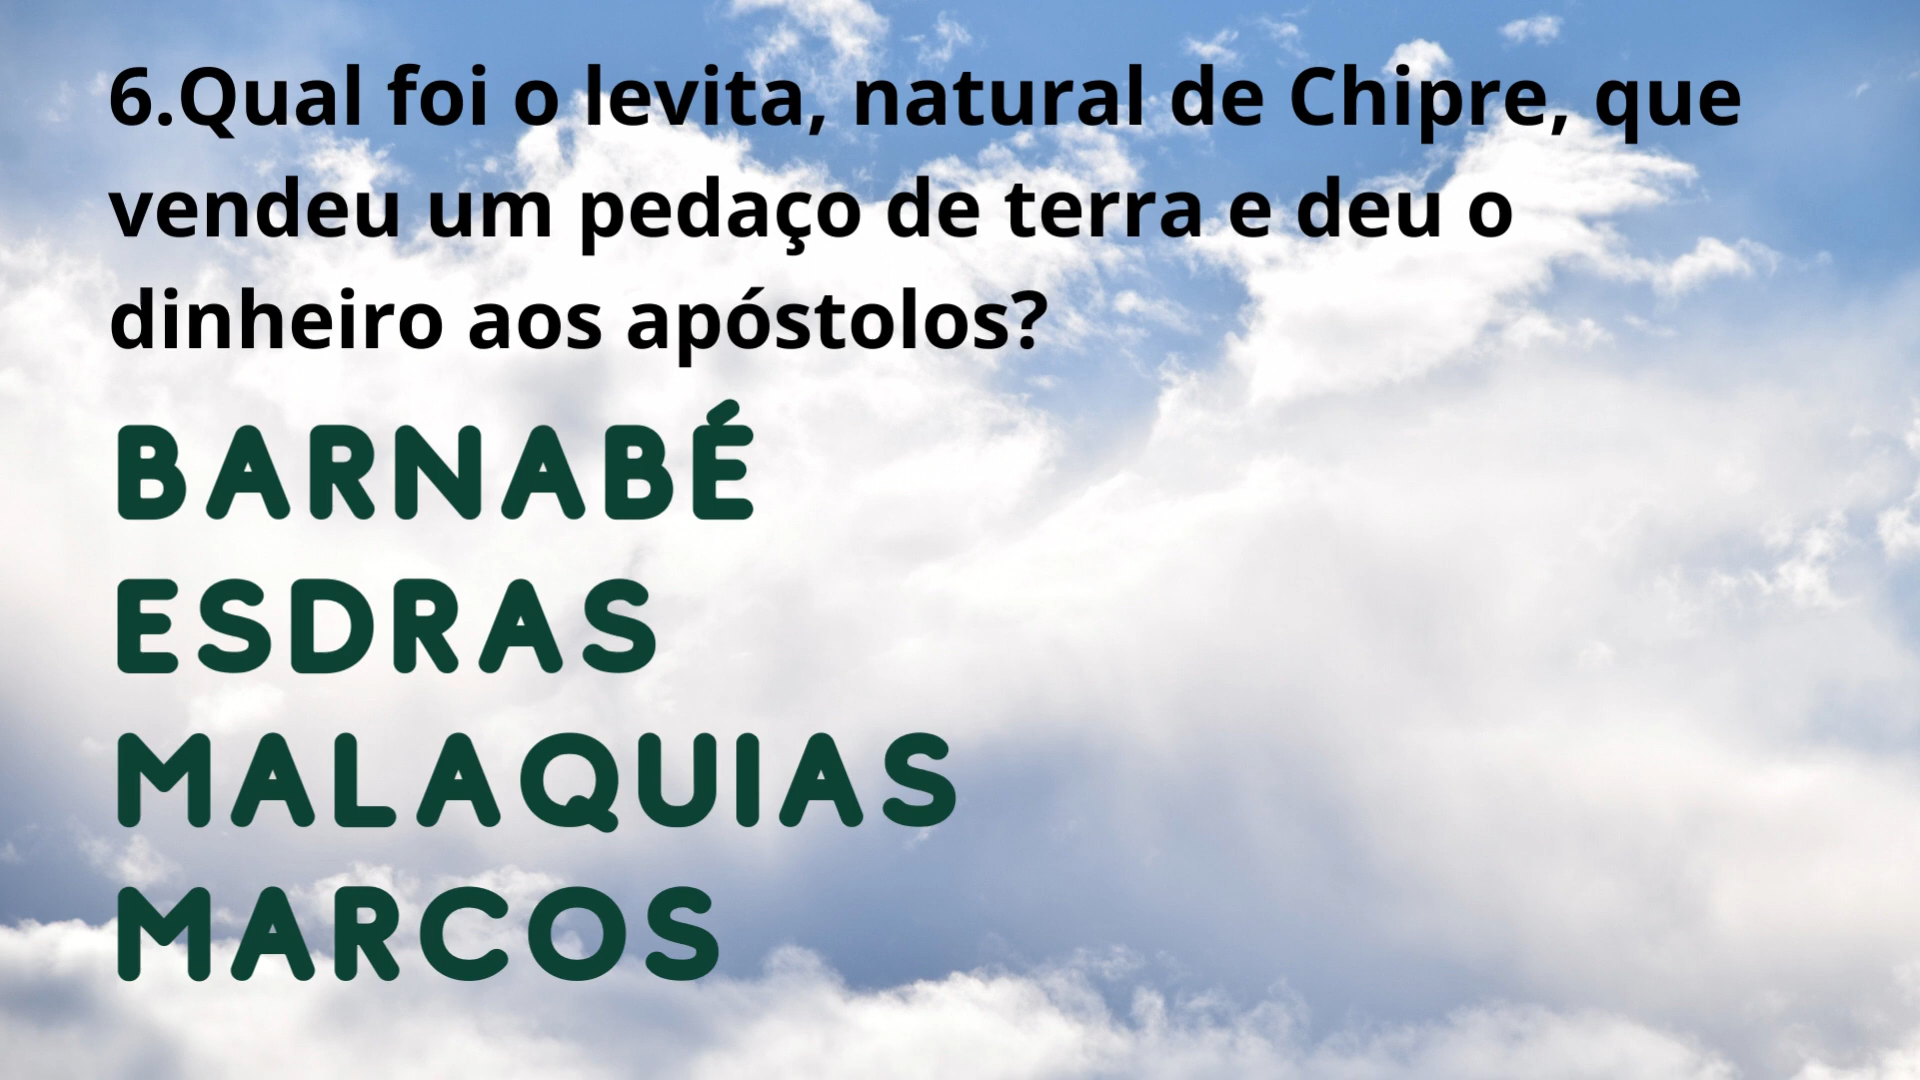 6.Qual foi o levita, natural de Chipre, que
vendeu um pedaço de terra e deu o
dinheiro aos apóstolos?
BARNABÉ
ESDRAS
MALAQUIAS
MARCOS